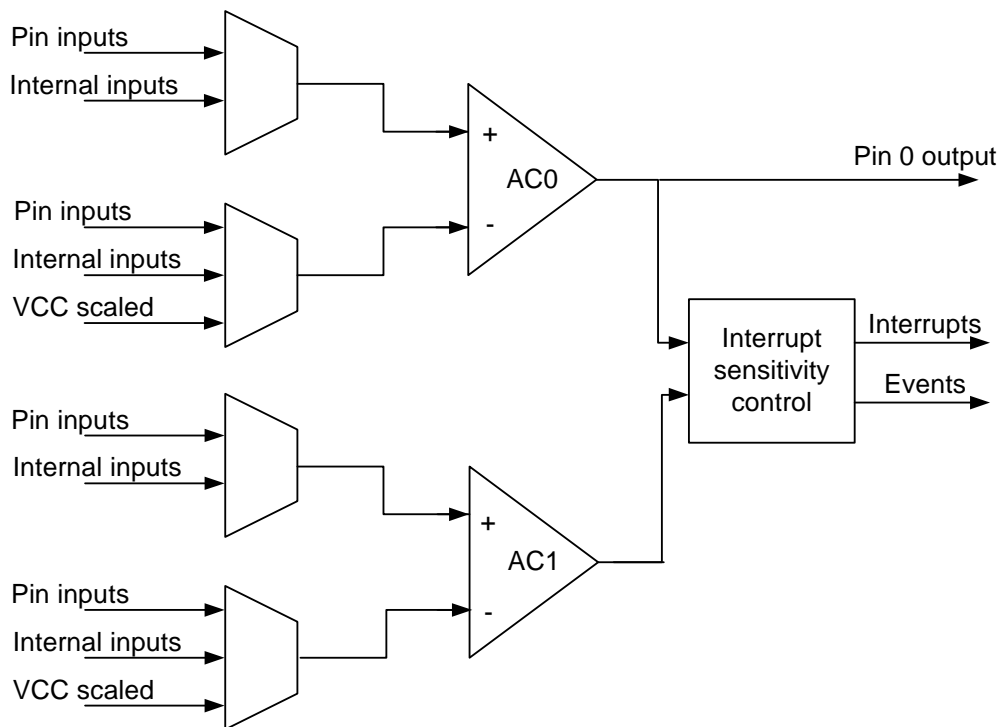 Pin inputs
Internal inputs
+
AC0
-
Pin 0 output
Pin inputs
Internal inputs
VCC scaled
Interrupt
sensitivity
control
Interrupts
Events
Pin inputs
Internal inputs
+
AC1
-
Pin inputs
Internal inputs
VCC scaled